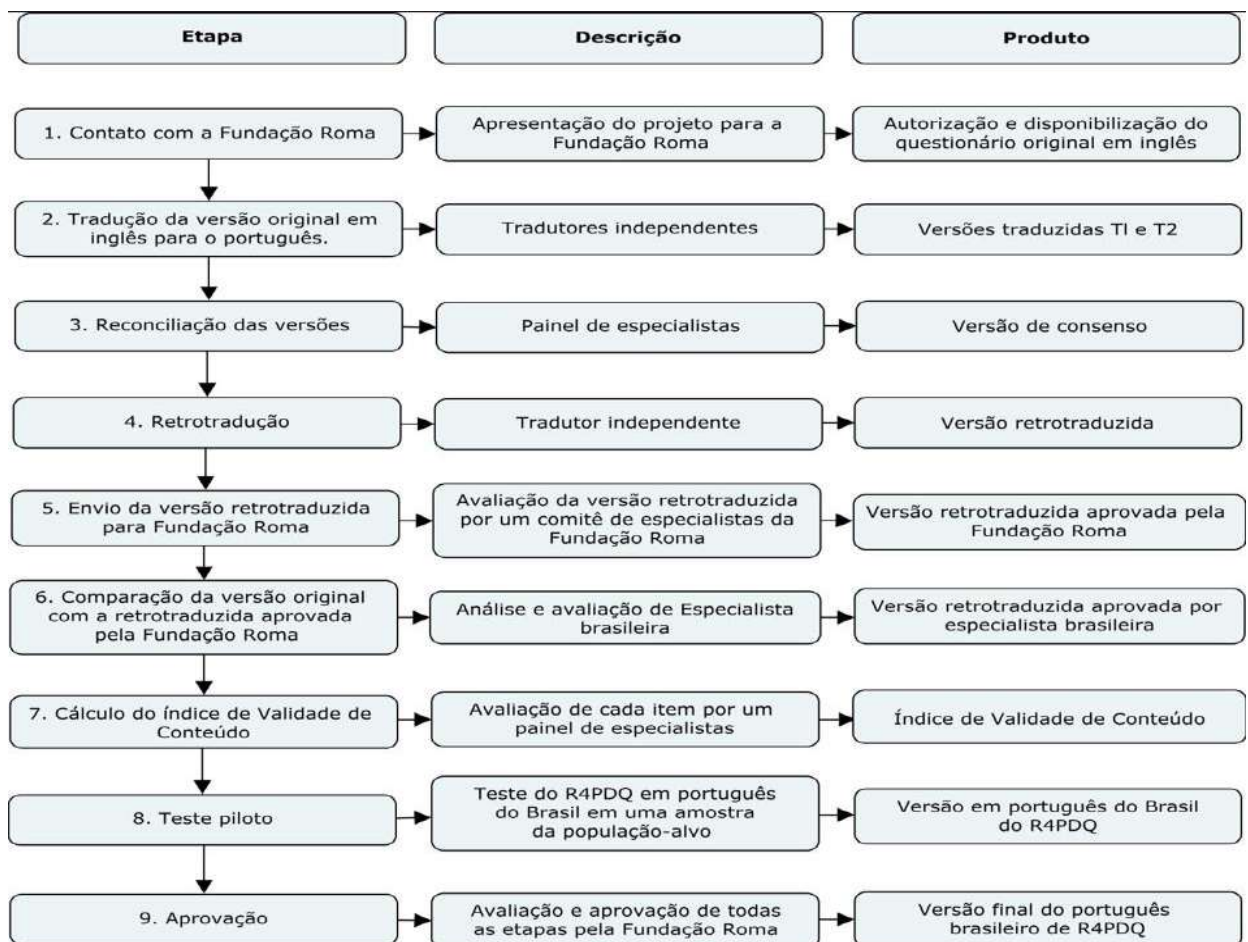 Etapa
Descrição
Produto
1. Contato com a Fundação Roma
Apresentação do projeto para a
Fundação Roma
Autorização e disponibilização do
questionário original em inglês
2. Tradução da versão original em
inglês para o português.
Tradutores independentes
Versões traduzidas TI e T2
3. Reconciliação das versões
Painel de especialistas
Versão de consenso
4. Retrotradução
Tradutor independente
Versão retrotraduzida
5. Envio da versão retrotraduzida
para Fundação Roma
Avaliação da versão retrotraduzida
por um comitê de especialistas da
Fundação Roma
Versão retrotraduzida aprovada pela
Fundação Roma
6. Comparação da versão original
com a retrotraduzida aprovada
pela Fundação Roma
Análise e avaliação de Especialista
brasileira
Versão retrotraduzida aprovada por
especialista brasileira
7. Cálculo do índice de Validade de
Conteúdo
Avaliação de cada item por um
painel de especialistas
Índice de Validade de Conteúdo
8. Teste piloto
Teste do R4PDQ em português
do Brasil em uma amostra
da população-alvo
Versão em português do Brasil
do R4PDQ
9. Aprovação
Avaliação e aprovação de todas
as etapas pela Fundação Roma
Versão final do português
brasileiro de R4PDQ